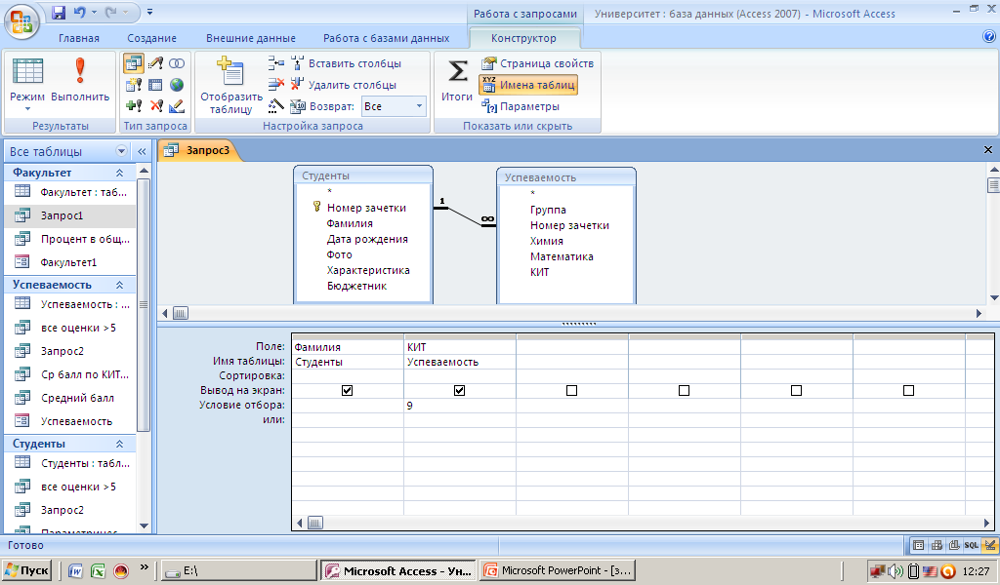 Работа с запросами
Университет : база данных (Access 2007) - Microsoft Access
Главная
Создание
Внешние данные
Работа с базами данных
Конструктор
Режим
Выполнить
Результаты
Тип запроса
Отобразить таблицу
Вставить столбцы
Удалить столбцы
Возврат: Все
Настройка запроса
Итоги
Страница свойств
XYZ Имена таблиц
Параметры
Показать или скрыть
Все таблицы
Факультет
Факультет : таб...
Запрос1
Процент в общ...
Факультет1
Успеваемость
Успеваемость : ...
все оценки >5
Запрос2
Ср балл по КИТ...
Средний балл
Успеваемость
Студенты
Студенты : табл...
все оценки >5
Запрос2
Параметричес...
Запрос3
Студенты
*
Номер зачетки
Фамилия
Дата рождения
Фото
Характеристика
Бюджетник
1
∞
Успеваемость
*
Группа
Номер зачетки
Химия
Математика
КИТ
Поле: Фамилия КИТ
Имя таблицы: Студенты Успеваемость
Сортировка:
Вывод на экран:
Условие отбора: 9
или:
Готово
SQL
Пуск
E:\
Microsoft Access - Ун...
Microsoft PowerPoint - [з...
12:27